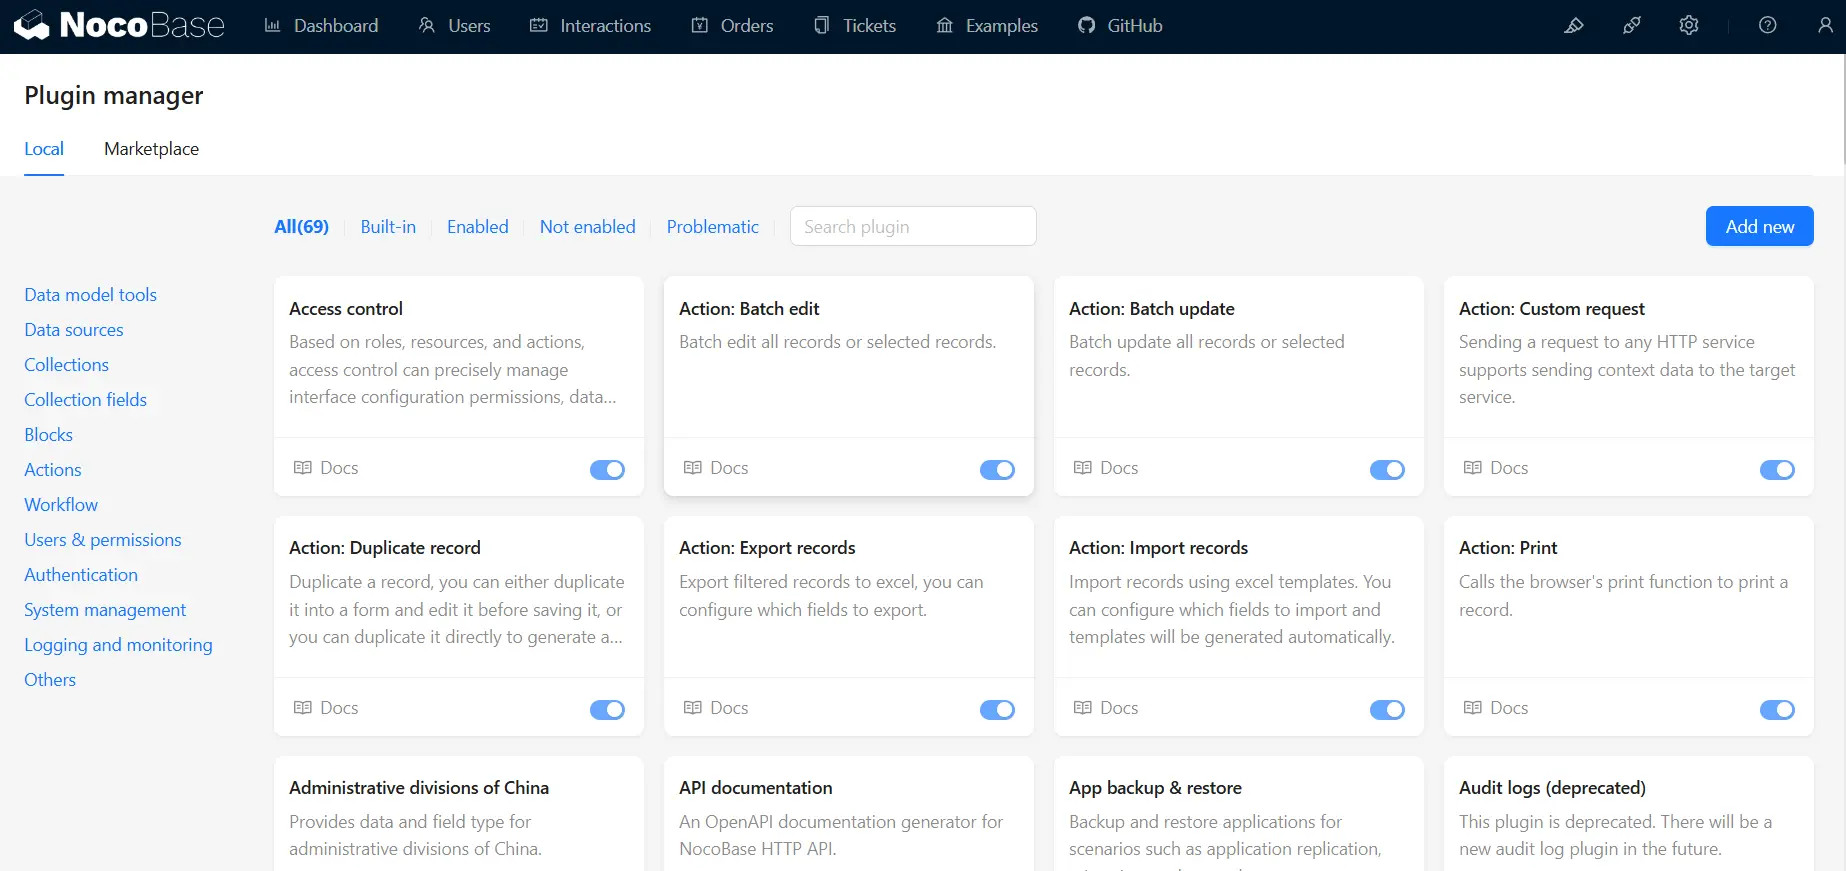 NocoBase Dashboard Users Interactions Orders Tickets Examples GitHub
Plugin manager
Local Marketplace
All(69) Built-in Enabled Not enabled Problematic Search plugin Add new
Data model tools
Data sources
Collections
Collection fields
Blocks
Actions
Workflow
Users & permissions
Authentication
System management
Logging and monitoring
Others
Access control
Based on roles, resources, and actions,
access control can precisely manage
interface configuration permissions, data...
Docs
Action: Batch edit
Batch edit all records or selected records.
Docs
Action: Batch update
Batch update all records or selected
records.
Docs
Action: Custom request
Sending a request to any HTTP service
supports sending context data to the target
service.
Docs
Action: Duplicate record
Duplicate a record, you can either duplicate
it into a form and edit it before saving it, or
you can duplicate it directly to generate a...
Docs
Action: Export records
Export filtered records to excel, you can
configure which fields to export.
Docs
Action: Import records
Import records using excel templates. You
can configure which fields to import and
templates will be generated automatically.
Docs
Action: Print
Calls the browser's print function to print a
record.
Docs
Administrative divisions of China
Provides data and field type for
administrative divisions of China.
API documentation
An OpenAPI documentation generator for
NocoBase HTTP API.
App backup & restore
Backup and restore applications for
scenarios such as application replication,
Audit logs (deprecated)
This plugin is deprecated. There will be a
new audit log plugin in the future.